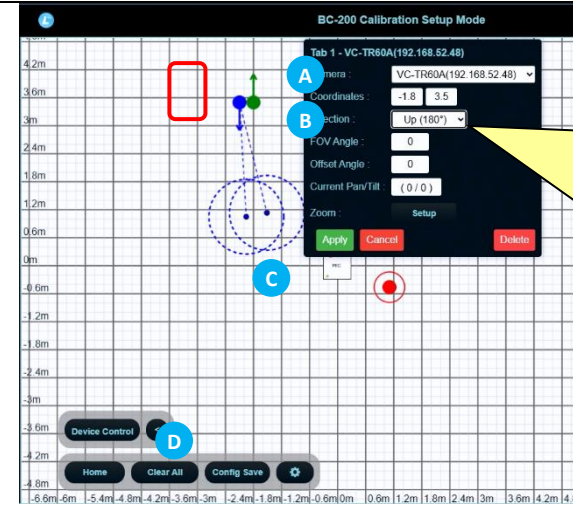 BC-200 Calibration Setup Mode
Tab 1 - VC-TR60A(192.168.52.48)
A
mera :
VC-TR60A(192.168.52.48)
Coordinates :
-1.8
3.5
B
ection :
Up (180°)
FOV Angle :
0
Offset Angle :
0
Current Pan/Tilt :
( 0 / 0 )
Zoom :
Setup
Apply
Cancel
Delete
4.2m
3.6m
3m
2.4m
1.8m
1.2m
0.6m
0m
-0.6m
-1.2m
-1.8m
-2.4m
-3m
-3.6m
-4.2m
-4.8m
C
Device Control
D
Home
Clear All
Config Save
-6.6m -6m -5.4m -4.8m -4.2m -3.6m -3m -2.4m -1.8m -1.2m -0.6m 0m 0.6m 1.2m 1.8m 2.4m 3m 3.6m 4.2m 4.8